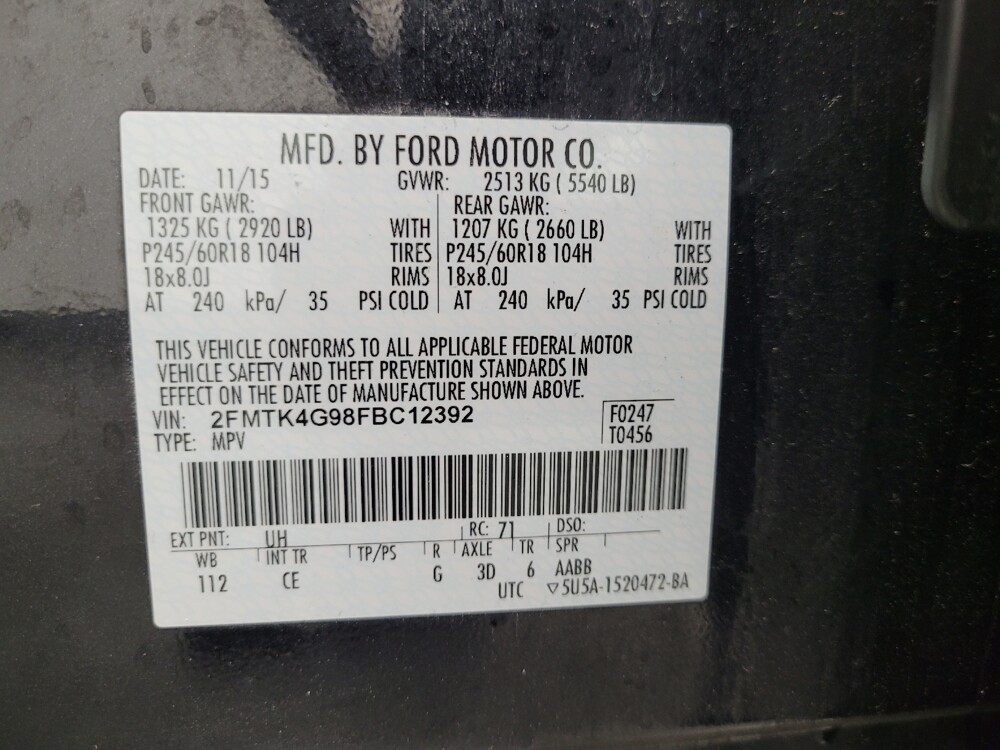 MFD. BY FORD MOTOR CO.
DATE: 11/15 GVWR: 2513 KG ( 5540 LB)
FRONT GAWR: REAR GAWR:
1325 KG ( 2920 LB) WITH 1207 KG ( 2660 LB) WITH
P245/60R18 104H TIRES P245/60R18 104H TIRES
18x8.0J RIMS 18x8.0J RIMS
AT 240 kPa/ 35 PSI COLD AT 240 kPa/ 35 PSI COLD
THIS VEHICLE CONFORMS TO ALL APPLICABLE FEDERAL MOTOR
VEHICLE SAFETY AND THEFT PREVENTION STANDARDS IN
EFFECT ON THE DATE OF MANUFACTURE SHOWN ABOVE.
VIN: 2FMTK4G98FBC12392 F0247
TYPE: MPV T0456
EXT PNT: UH RC: 71 DSO:
WB INT TR TP/PS R AXLE TR SPR
112 CE G 3D 6 AABB
UTC ▽5U5A-1520472-BA